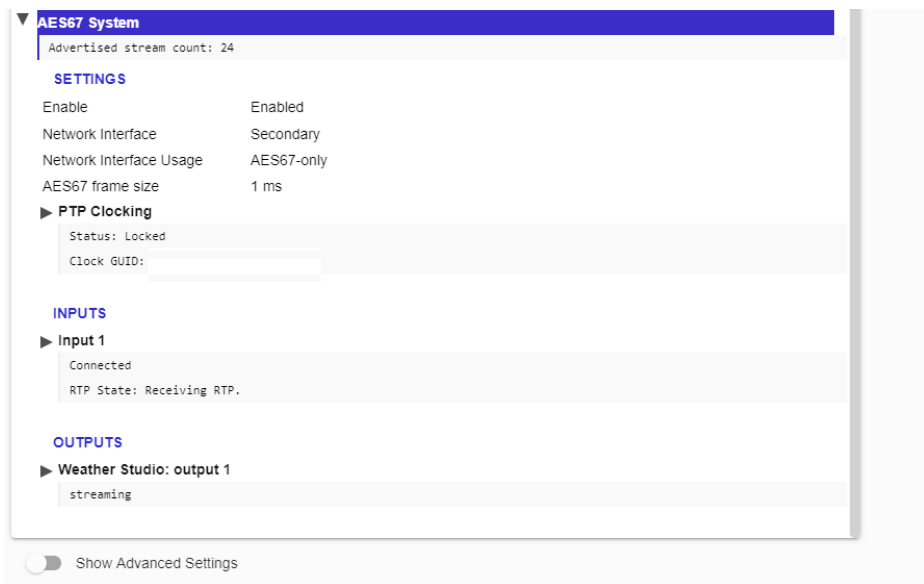 AES67 System
Advertised stream count: 24
SETTINGS
Enable Enabled
Network Interface Secondary
Network Interface Usage AES67-only
AES67 frame size 1 ms
PTP Clocking
Status: Locked
Clock GUID:
INPUTS
Input 1
Connected
RTP State: Receiving RTP.
OUTPUTS
Weather Studio: output 1
streaming
Show Advanced Settings